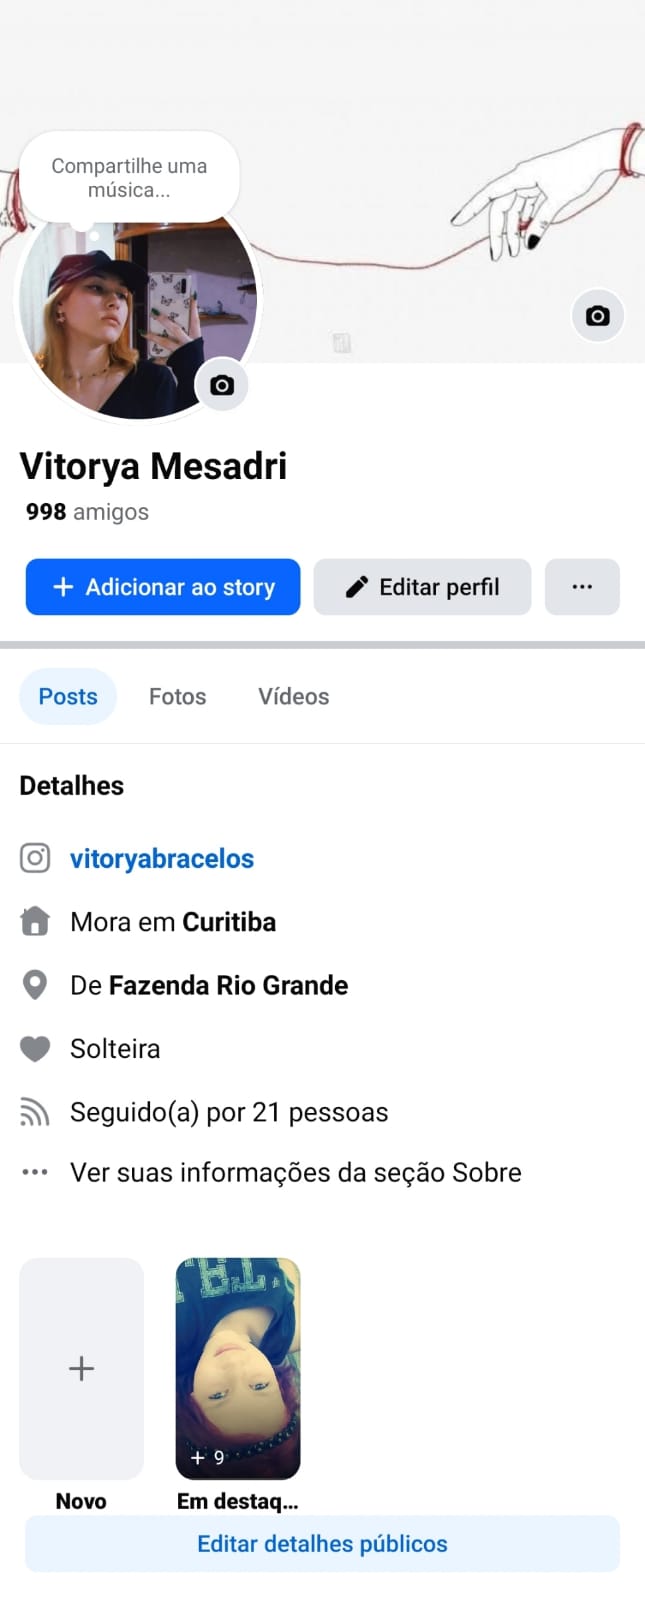 Compartilhe uma
música...
Vitorya Mesadri
998 amigos
+ Adicionar ao story
Editar perfil
...
Posts
Fotos
Vídeos
Detalhes
vitoryabracelos
Mora em Curitiba
De Fazenda Rio Grande
Solteira
Seguido(a) por 21 pessoas
... Ver suas informações da seção Sobre
+
+ 9
Novo
Em destaq...
Editar detalhes públicos